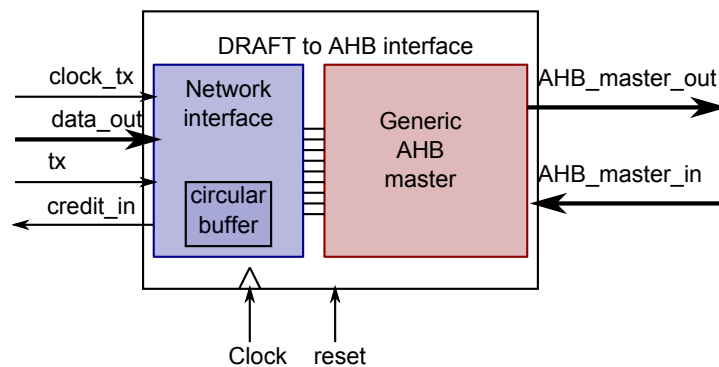 DRAFT to AHB interface
clock_tx
data_out
tx
credit_in
Network
interface
circular
buffer
Generic
AHB
master
AHB_master_out
AHB_master_in
Clock
reset